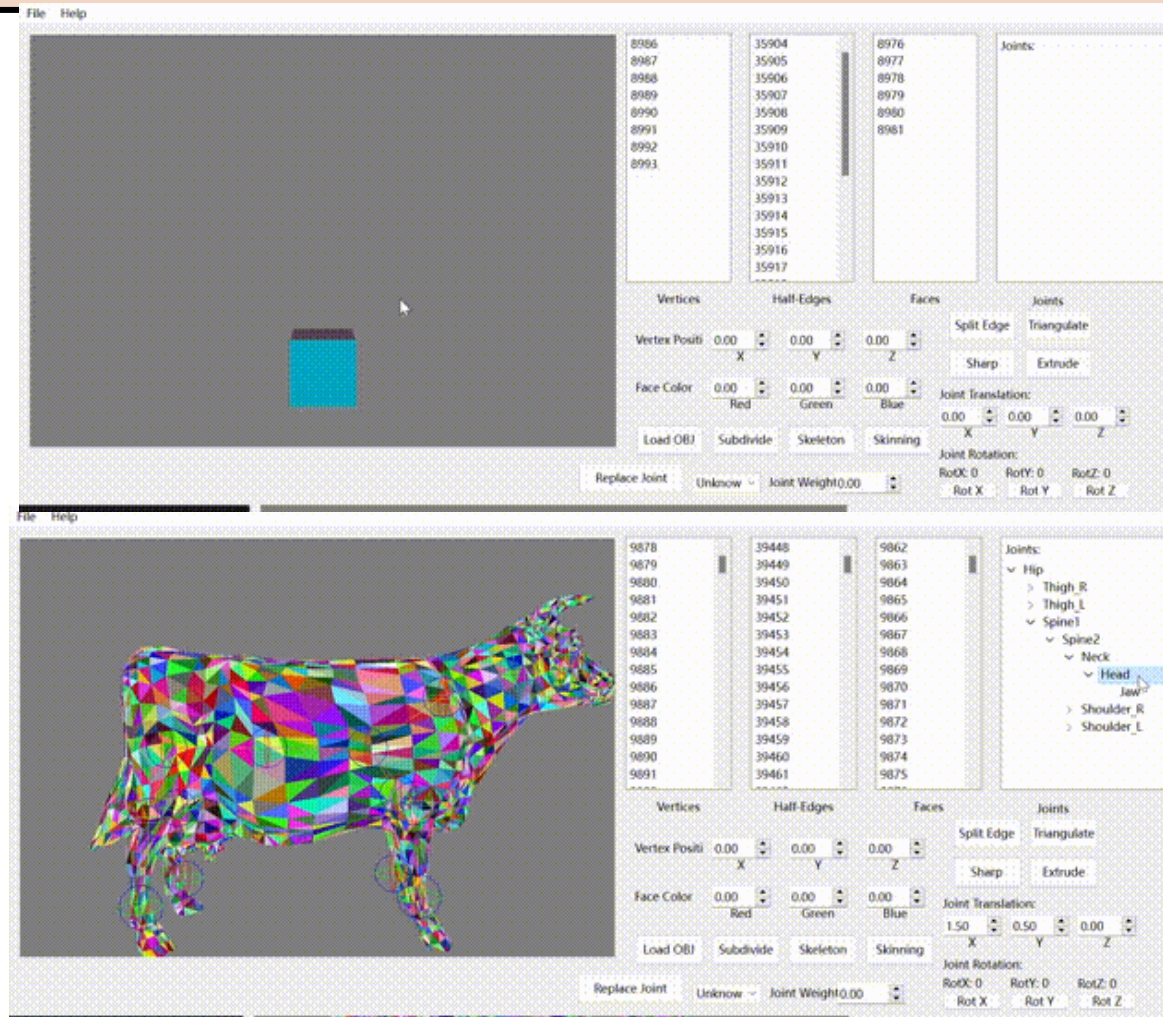 File Help
8986 35904 8976 Joints:
8987 35905 8977
8988 35906 8978
8989 35907 8979
8990 35908 8980
8991 35909 8981
8992 35910
8993 35911
35912
35913
35914
35915
35916
35917
Vertices Half-Edges Faces Joints
Split Edge Triangulate
Vertex Positi 0.00 0.00 0.00
X Y Z
Sharp Extrude
Face Color 0.00 0.00 0.00
Red Green Blue
Joint Translation:
0.00 0.00 0.00
X Y Z
Load OBJ Subdivide Skeleton Skinning
Joint Rotation:
RotX: 0 RotY: 0 RotZ: 0
Replace Joint Unknow Joint Weight 0.00
Rot X Rot Y Rot Z
File Help
9878 39448 9862 Joints:
9879 39449 9863 Hip
9880 39450 9864 Thigh_R
9881 39451 9865 Thigh_L
9882 39452 9866 Spine1
9883 39453 9867 Spine2
9884 39454 9868 Neck
9885 39455 9869 Head
9886 39456 9870 Jaw
9887 39457 9871 Shoulder_R
9888 39458 9872 Shoulder_L
9889 39459 9873
9890 39460 9874
9891 39461 9875
Vertices Half-Edges Faces Joints
Split Edge Triangulate
Vertex Positi 0.00 0.00 0.00
X Y Z
Sharp Extrude
Face Color 0.00 0.00 0.00
Red Green Blue
Joint Translation:
1.50 0.50 0.00
X Y Z
Load OBJ Subdivide Skeleton Skinning
Joint Rotation:
RotX: 0 RotY: 0 RotZ: 0
Replace Joint Unknow Joint Weight 0.00
Rot X Rot Y Rot Z